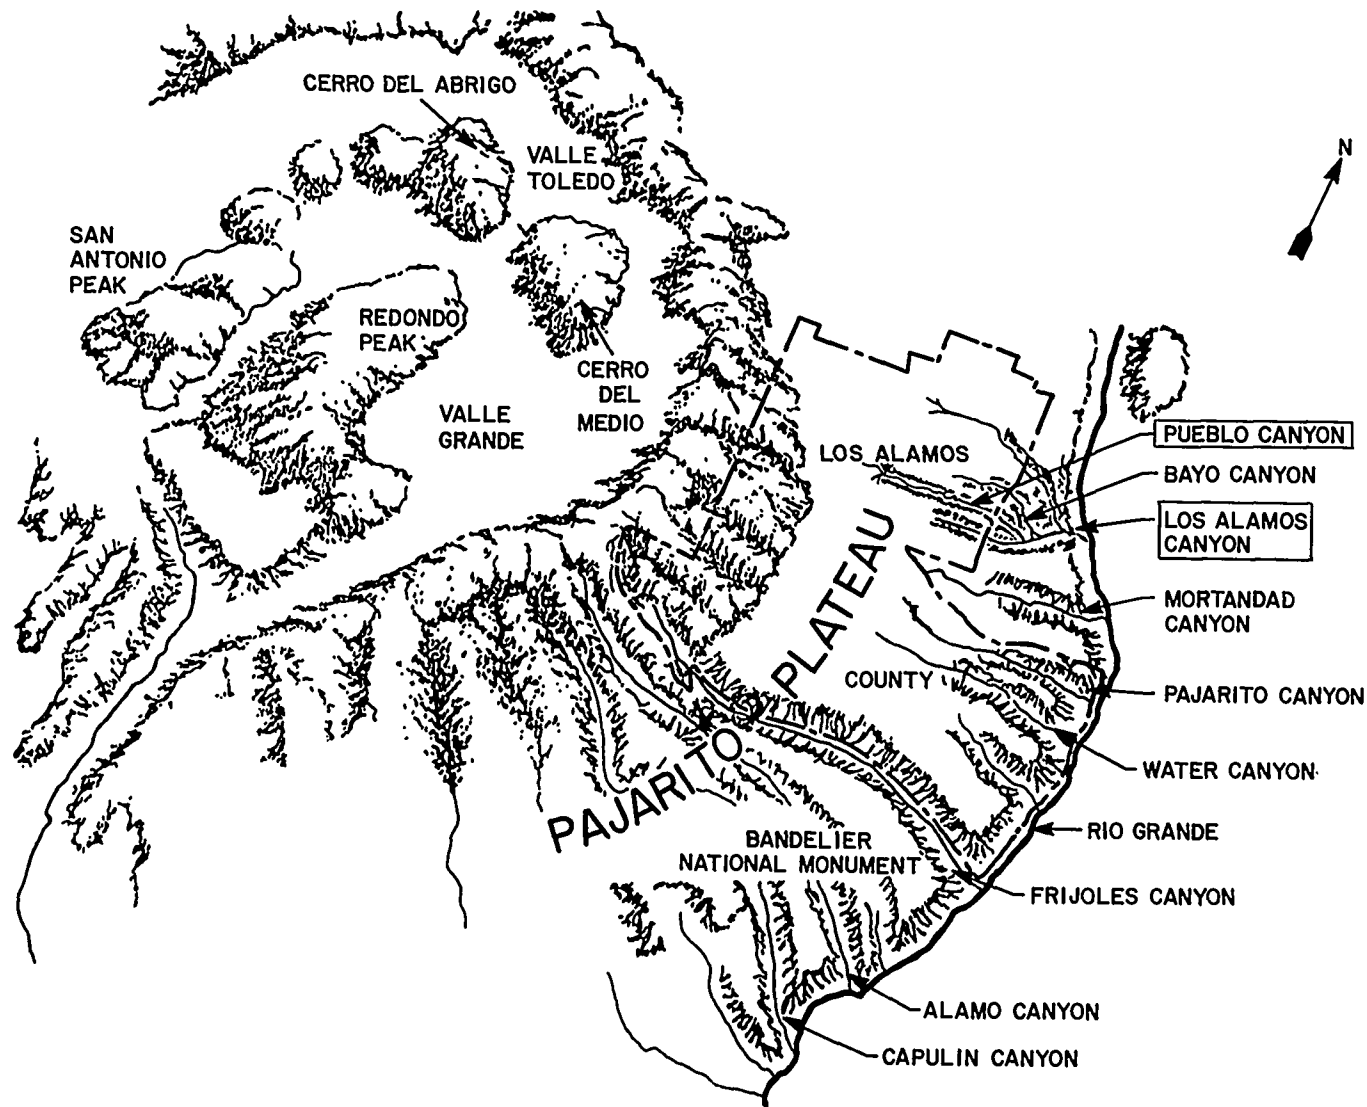 CERRO DEL ABRIGO
VALLE
TOLEDO
N
SAN
ANTONIO
PEAK
REDONDO
PEAK
CERRO
DEL
MEDIO
VALLE
GRANDE
LOS ALAMOS
PUEBLO CANYON
BAYO CANYON
LOS ALAMOS
CANYON
MORTANDAD
CANYON
PAJARITO CANYON
COUNTY
WATER CANYON
PAJARITO PLATEAU
RIO GRANDE
BANDELIER
NATIONAL MONUMENT
FRIJOLES CANYON
ALAMO CANYON
CAPULIN CANYON